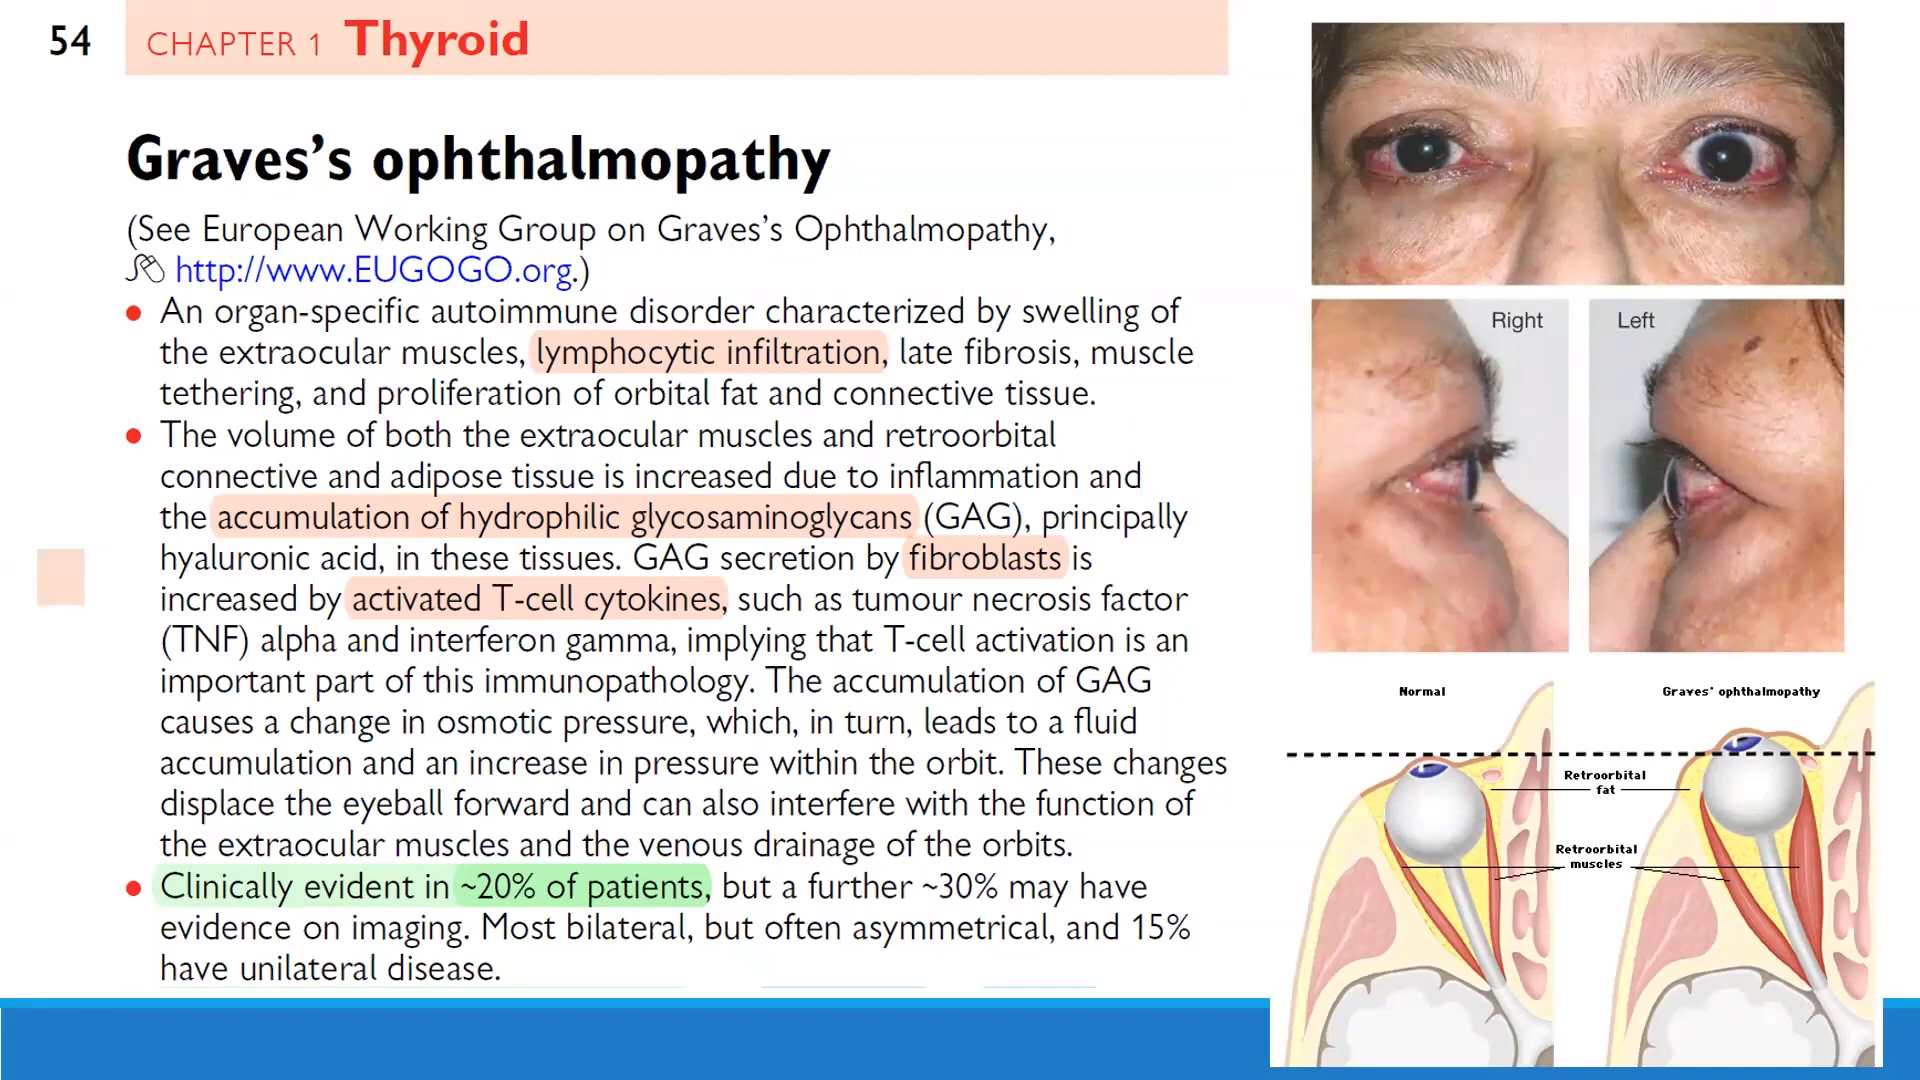 54
CHAPTER 1 Thyroid
Graves's ophthalmopathy
(See European Working Group on Graves's Ophthalmopathy,
http://www.EUGOGO.org.)
• An organ-specific autoimmune disorder characterized by swelling of
the extraocular muscles, lymphocytic infiltration, late fibrosis, muscle
tethering, and proliferation of orbital fat and connective tissue.
• The volume of both the extraocular muscles and retroorbital
connective and adipose tissue is increased due to inflammation and
the accumulation of hydrophilic glycosaminoglycans (GAG), principally
hyaluronic acid, in these tissues. GAG secretion by fibroblasts is
increased by activated T-cell cytokines, such as tumour necrosis factor
(TNF) alpha and interferon gamma, implying that T-cell activation is an
important part of this immunopathology. The accumulation of GAG
causes a change in osmotic pressure, which, in turn, leads to a fluid
accumulation and an increase in pressure within the orbit. These changes
displace the eyeball forward and can also interfere with the function of
the extraocular muscles and the venous drainage of the orbits.
• Clinically evident in ~20% of patients, but a further ~30% may have
evidence on imaging. Most bilateral, but often asymmetrical, and 15%
have unilateral disease.
Right
Left
Normal
Graves' ophthalmopathy
Retroorbital
fat
Retroorbital
muscles